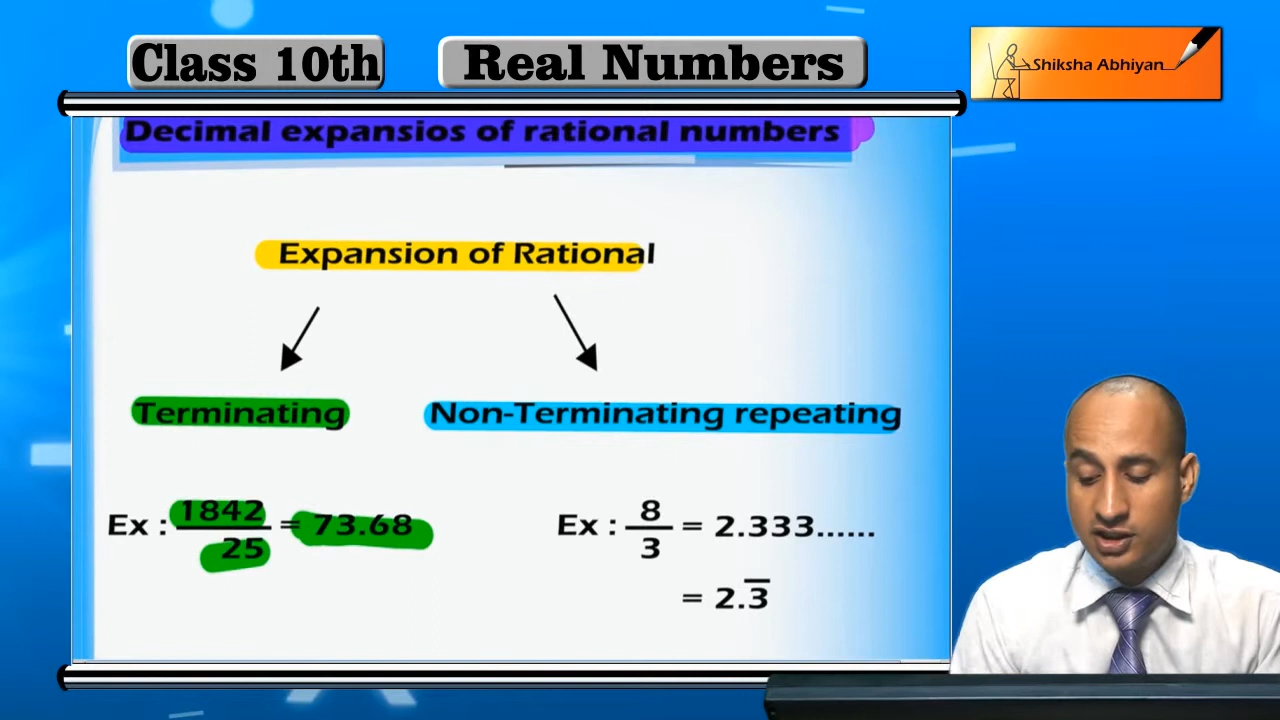 Class 10th
Real Numbers
Shiksha Abhiyan
Decimal expansios of rational numbers
Expansion of Rational
Terminating
Non-Terminating repeating
Ex : 1842/25 = 73.68
Ex : 8/3 = 2.333......
= 2.3̅